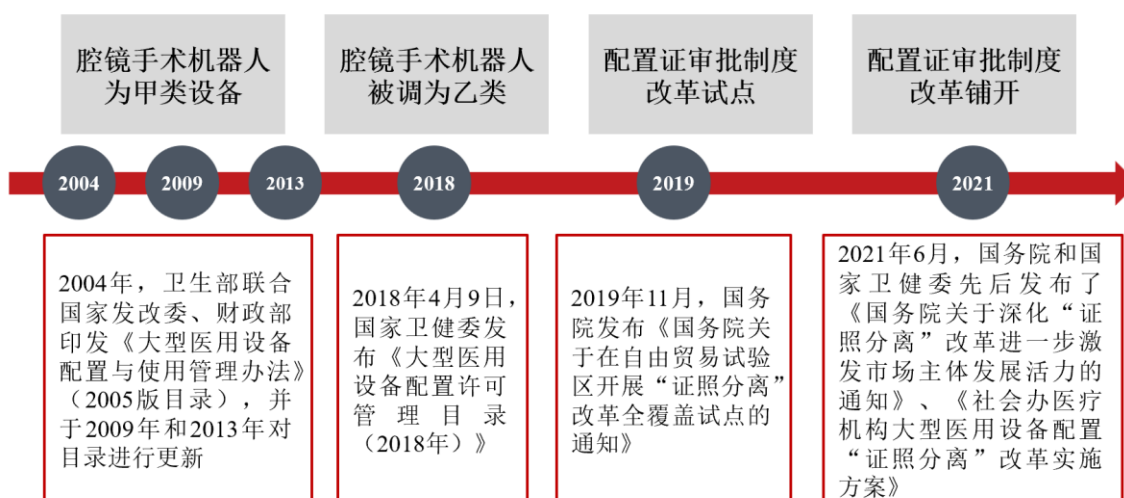 腔镜手术机器人
为甲类设备
腔镜手术机器人
被调为乙类
配置证审批制度
改革试点
配置证审批制度
改革铺开
2004
2009
2013
2018
2019
2021
2004年，卫生部联合
国家发改委、财政部
印发《大型医用设备
配置与使用管理办法》
（2005版目录），并
于2009年和2013年对
目录进行更新
2018年4月9日，
国家卫健委发
布《大型医用
设备配置许可
管理目录
（2018年）》
2019年11月，国务
院发布《国务院关
于在自由贸易试验
区开展“证照分离”
改革全覆盖试点的
通知》
2021年6月，国务院和国
家卫健委先后发布了
《国务院关于深化“证
照分离”改革进一步激
发市场主体发展活力的
通知》、《社会办医疗
机构大型医用设备配置
“证照分离”改革实施
方案》